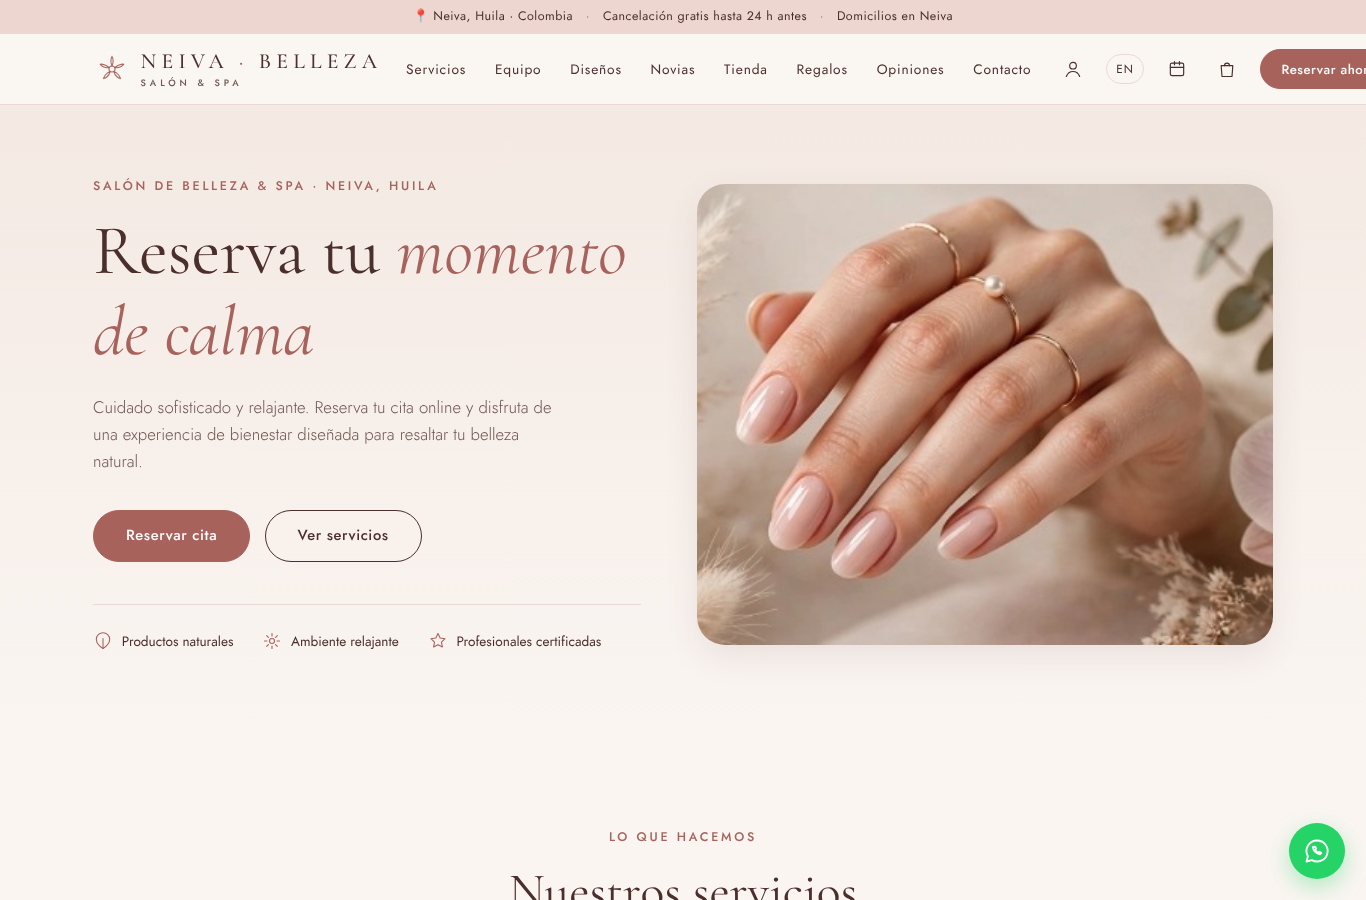 📍 Neiva, Huila · Colombia · Cancelación gratis hasta 24 h antes · Domicilios en Neiva
NEIVA · BELLEZA
SALÓN & SPA
Servicios Equipo Diseños Novias Tienda Regalos Opiniones Contacto EN Reservar ahor
SALÓN DE BELLEZA & SPA · NEIVA, HUILA
Reserva tu momento
de calma
Cuidado sofisticado y relajante. Reserva tu cita online y disfruta de
una experiencia de bienestar diseñada para resaltar tu belleza
natural.
Reservar cita Ver servicios
Productos naturales Ambiente relajante Profesionales certificadas
LO QUE HACEMOS
Nuestros servicios